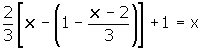 2/3[x-(1-(x-2)/3)]+1 = x